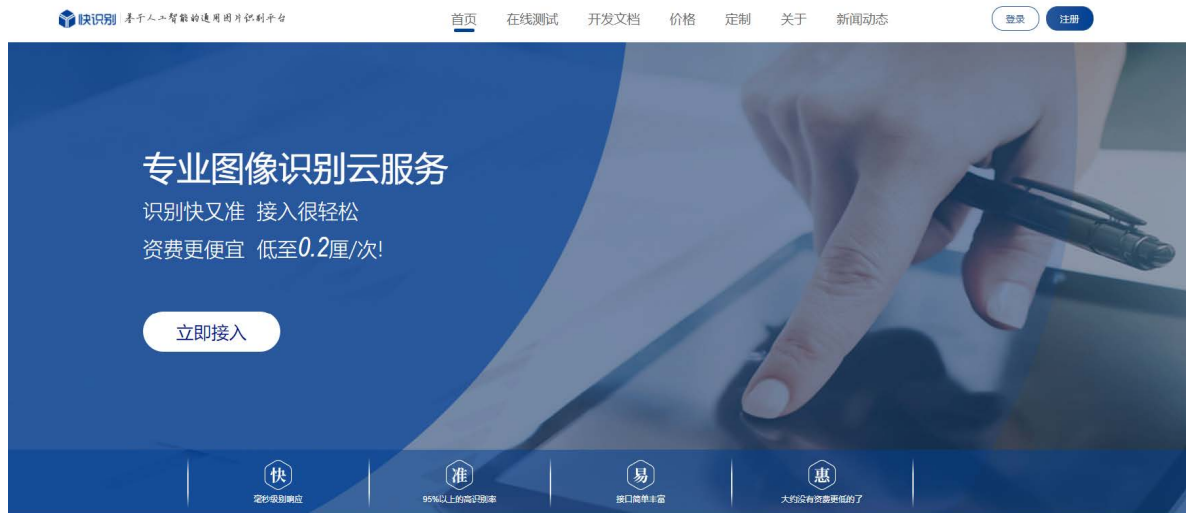 快识别 基于人工智能的通用图片识别平台
首页 在线测试 开发文档 价格 定制 关于 新闻动态 登录 注册
专业图像识别云服务
识别快又准 接入很轻松
资费更便宜 低至0.2厘/次!
立即接入
快 准 易 惠
毫秒级别响应 95%以上的高识别率 接口简单丰富 大约没有资费更低的了